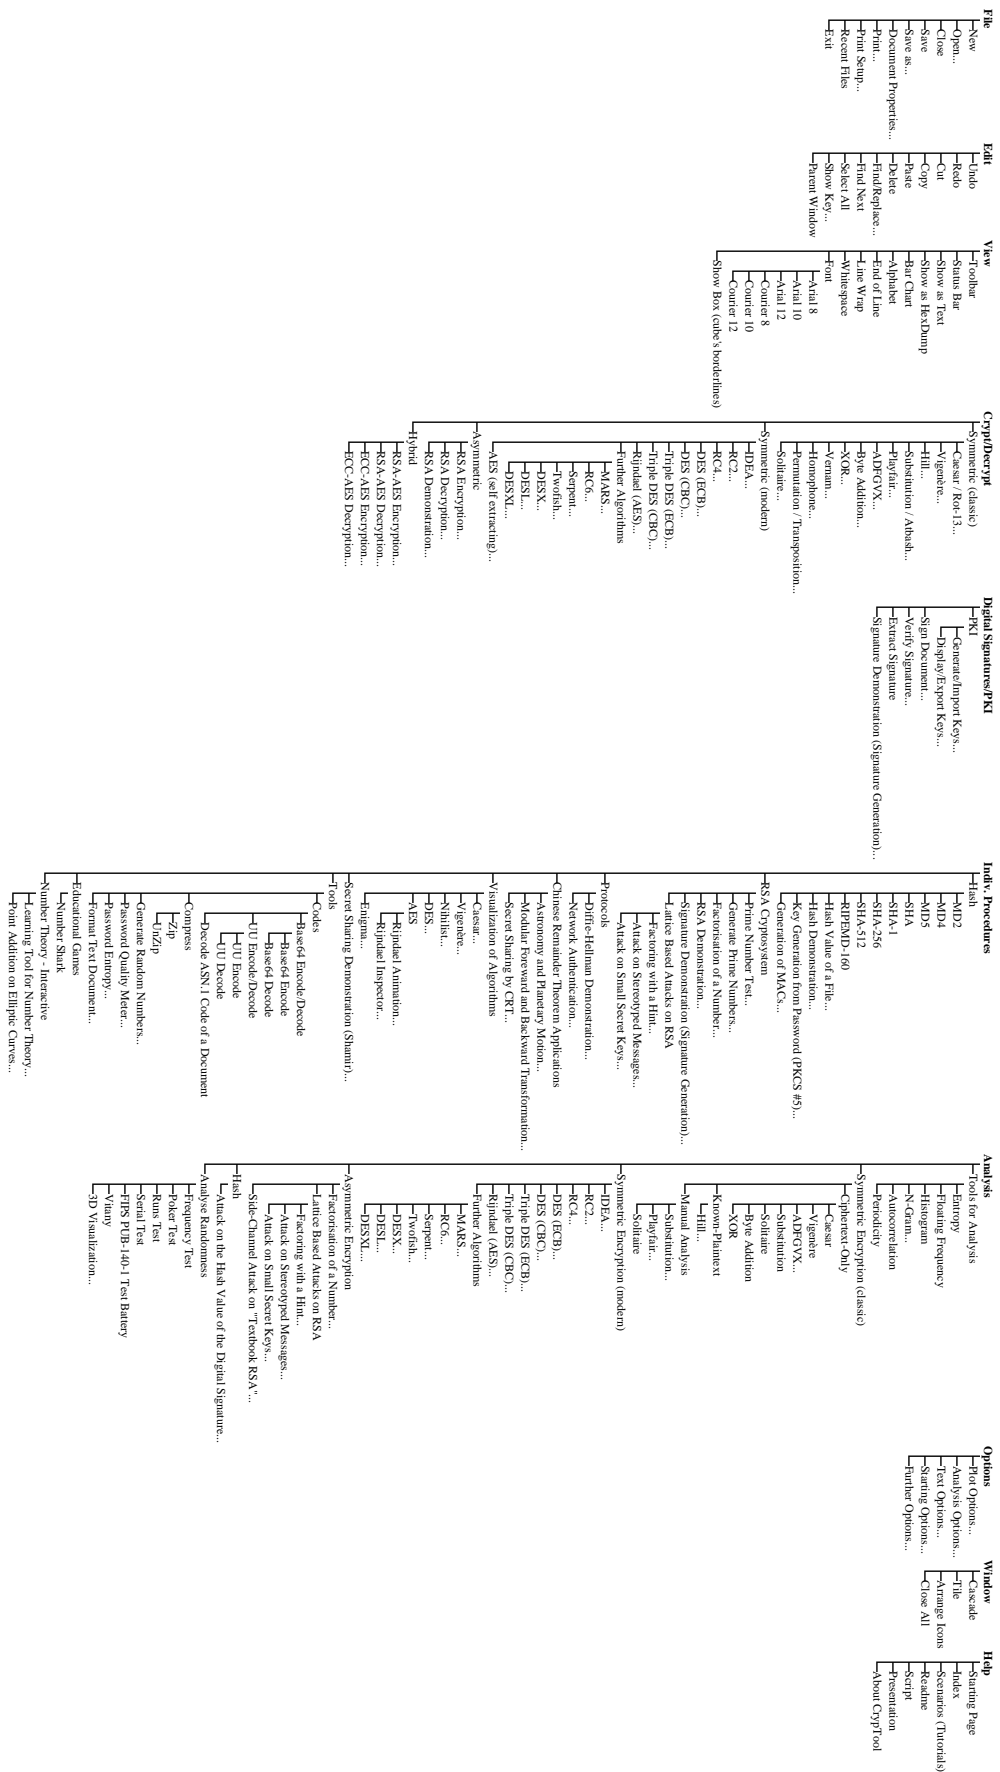 File
New
Open...
Close
Save
Save as...
Document Properties...
Print...
Print Setup...
Recent Files
Exit
Edit
Undo
Redo
Cut
Copy
Paste
Delete
Find/Replace...
Find Next
Select All
Show Key...
Parent Window
View
Toolbar
Status Bar
Show as Text
Show as HexDump
Bar Chart
Alphabet
End of Line
Line Wrap
Whitespace
Font
Arial 8
Arial 10
Arial 12
Courier 8
Courier 10
Courier 12
Show Box (cube's borderlines)
Crypt/Decrypt
Symmetric (classic)
Caesar / Rot-13...
Vigenère...
Hill...
Substitution / Atbash...
Playfair...
ADFGVX...
Byte Addition...
XOR...
Vernam...
Homophone...
Permutation / Transposition...
Solitaire...
Symmetric (modern)
IDEA...
RC2...
RC4...
DES (ECB)...
DES (CBC)...
Triple DES (ECB)...
Triple DES (CBC)...
Rijndael (AES)...
Further Algorithms
MARS...
RC6...
Serpent...
Twofish...
DESX...
DESL...
DESXL...
AES (self extracting)...
Asymmetric
RSA Encryption...
RSA Decryption...
RSA Demonstration...
Hybrid
RSA-AES Encryption...
RSA-AES Decryption...
ECC-AES Encryption...
ECC-AES Decryption...
Digital Signatures/PKI
PKI
Generate/Import Keys...
Display/Export Keys...
Sign Document...
Verify Signature...
Extract Signature
Signature Demonstration (Signature Generation)...
Indiv. Procedures
Hash
MD2
MD4
MD5
SHA
SHA-1
SHA-256
SHA-512
RIPEMD-160
Hash Value of a File...
Hash Demonstration...
Key Generation from Password (PKCS #5)...
Generation of MACs...
RSA Cryptosystem
Prime Number Test...
Generate Prime Numbers...
Factorisation of a Number...
RSA Demonstration...
Signature Demonstration (Signature Generation)...
Lattice Based Attacks on RSA
Factoring with a Hint...
Attack on Stereotyped Messages...
Attack on Small Secret Keys...
Protocols
Diffie-Hellman Demonstration...
Network Authentication...
Chinese Remainder Theorem Applications
Astronomy and Planetary Motion...
Modular Foreward and Backward Transformation...
Secret Sharing by CRT...
Visualization of Algorithms
Caesar...
Vigenère...
Nihilist...
DES...
AES
Rijndael Animation...
Rijndael Inspector...
Enigma...
Secret Sharing Demonstration (Shamir)...
Tools
Codes
Base64 Encode/Decode
Base64 Encode
Base64 Decode
UU Encode/Decode
UU Encode
UU Decode
Decode ASN.1 Code of a Document
Compress
Zip
UnZip
Generate Random Numbers...
Password Quality Meter...
Password Entropy...
Format Text Document...
Educational Games
Number Shark
Number Theory - Interactive
Learning Tool for Number Theory...
Point Addition on Elliptic Curves...
Analysis
Tools for Analysis
Entropy
Floating Frequency
Histogram
N-Gram...
Autocorrelation
Periodicity
Symmetric Encryption (classic)
Ciphertext-Only
Caesar
Vigenère
ADFGVX...
Substitution
Solitaire
Byte Addition
XOR
Known-Plaintext
Hill...
Manual Analysis
Substitution...
Playfair...
Solitaire
Symmetric Encryption (modern)
IDEA...
RC2...
RC4...
DES (ECB)...
DES (CBC)...
Triple DES (ECB)...
Triple DES (CBC)...
Rijndael (AES)...
Further Algorithms
MARS...
RC6...
Serpent...
Twofish...
DESX...
DESL...
DESXL...
Asymmetric Encryption
Factorisation of a Number...
Lattice Based Attacks on RSA
Factoring with a Hint...
Attack on Stereotyped Messages...
Attack on Small Secret Keys...
Side-Channel Attack on "Textbook RSA"...
Hash
Attack on the Hash Value of the Digital Signature...
Analyse Randomness
Frequency Test
Poker Test
Runs Test
Serial Test
FIPS PUB-140-1 Test Battery
Vitany
3D Visualization...
Options
Plot Options...
Analysis Options...
Text Options...
Starting Options...
Further Options...
Window
Cascade
Tile
Arrange Icons
Close All
Help
Starting Page
Index
Scenarios (Tutorials)
Readme
Script
Presentation
About CrypTool